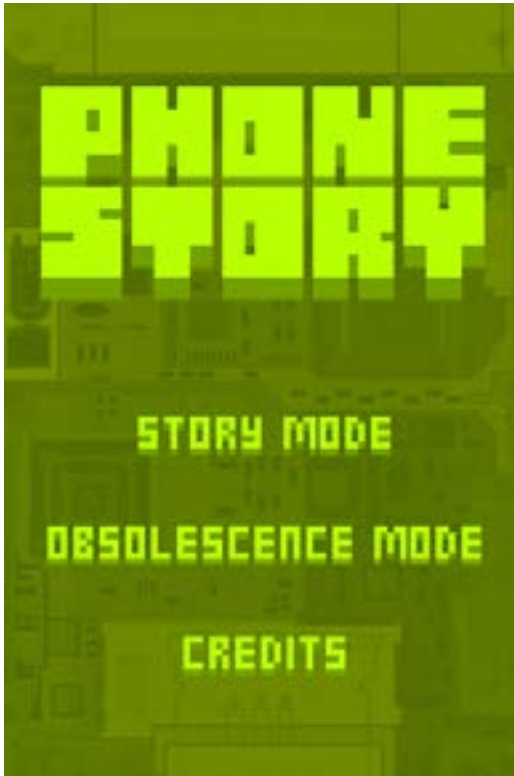 PHONE
STORY
STORY MODE
OBSOLESCENCE MODE
CREDITS